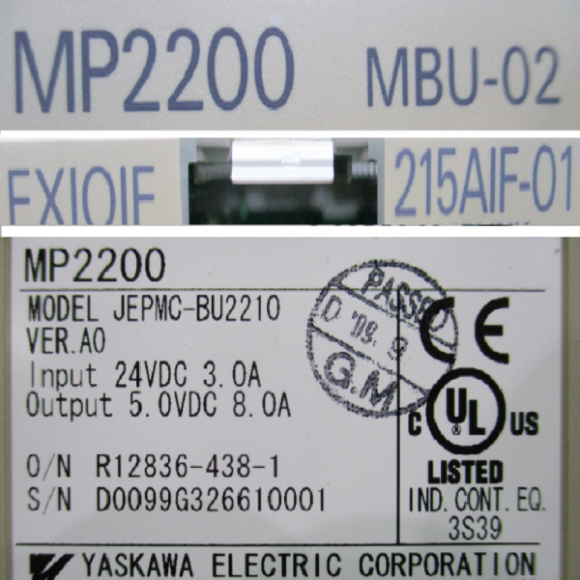 MP2200 MBU-02
EXIOIF 215AIF-01
MP2200
MODEL JEPMC-BU2210
VER.A0
Input 24VDC 3.0A
Output 5.0VDC 8.0A
O/N R12836-438-1
S/N D0099G326610001
PASSED
D '09. 9
G.M
CE
C UL US
LISTED
IND. CONT. EQ.
3S39
YASKAWA ELECTRIC CORPORATION